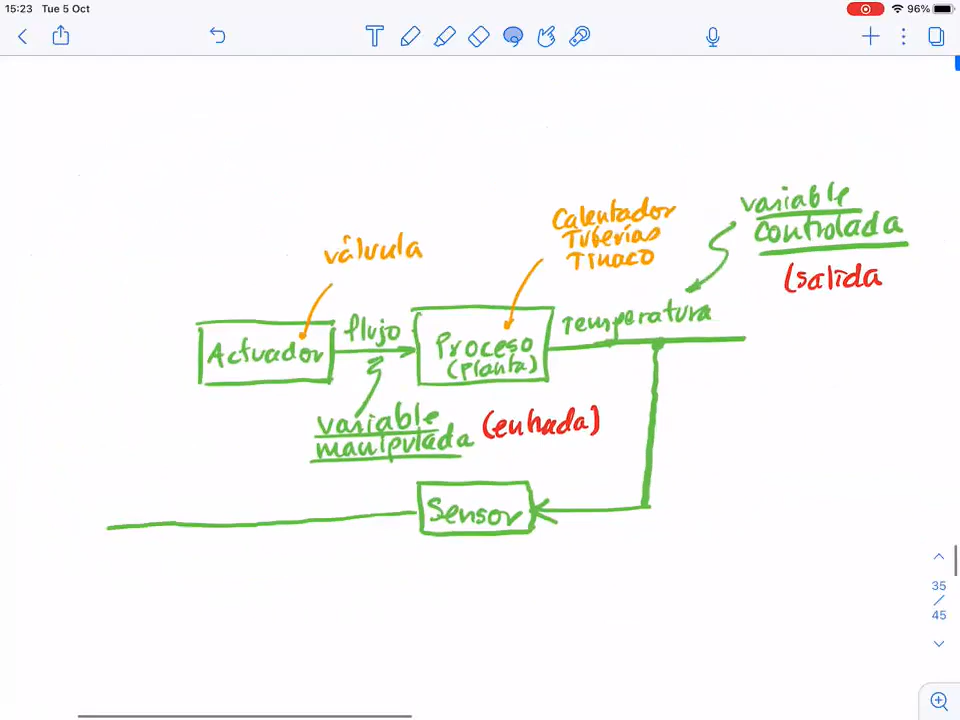 15:23 Tue 5 Oct
96%
variable
controlada
(salida
Calentador
Tuberías
Tinaco
válvula
Actuador
flujo
Proceso
(Planta)
Temperatura
variable
manipulada
(entrada)
Sensor
35
/
45